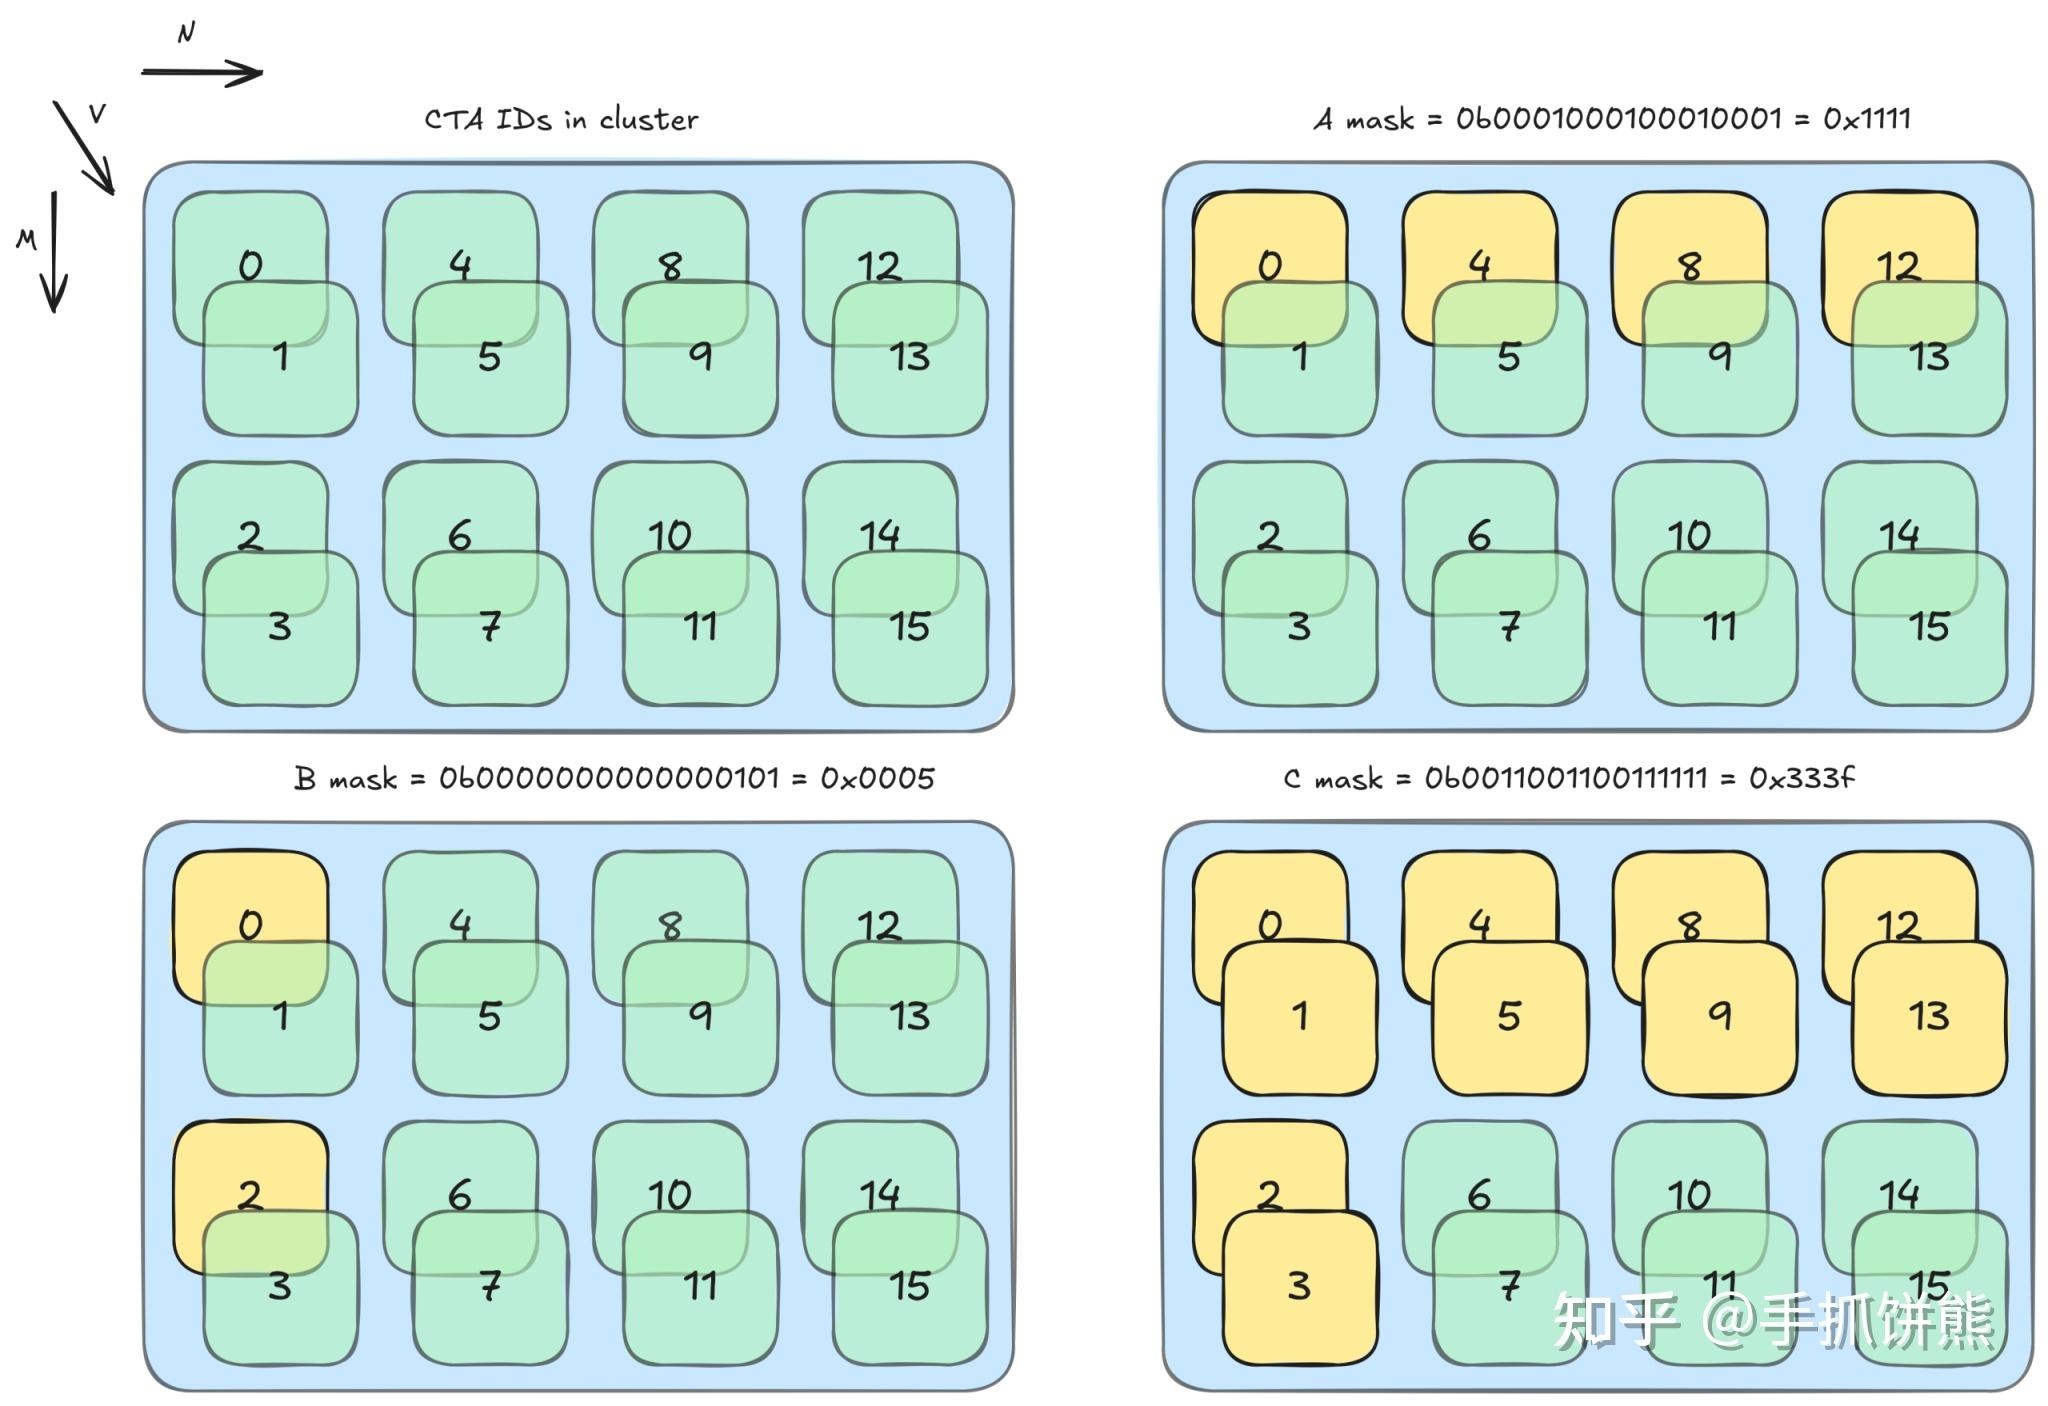 N
V
M
CTA IDs in cluster
0 4 8 12
1 5 9 13
2 6 10 14
3 7 11 15
A mask = 0b0001000100010001 = 0x1111
0 4 8 12
1 5 9 13
2 6 10 14
3 7 11 15
B mask = 0b0000000000000101 = 0x0005
0 4 8 12
1 5 9 13
2 6 10 14
3 7 11 15
C mask = 0b0011001100111111 = 0x333f
0 4 8 12
1 5 9 13
2 6 10 14
3 7 11 15
知乎 @手抓饼熊